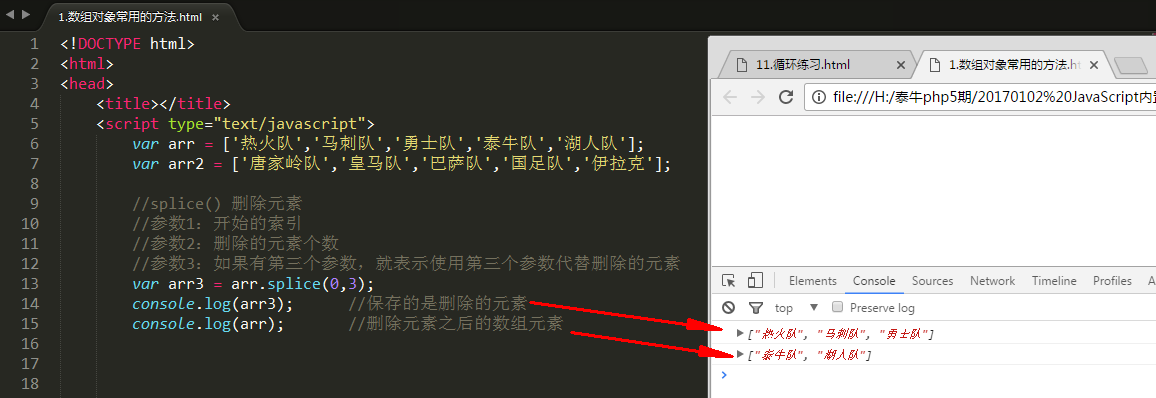 1.数组对象常用的方法.html ×
1 <!DOCTYPE html>
2 <html>
3 <head>
4 <title></title>
5 <script type="text/javascript">
6 var arr = ['热火队','马刺队','勇士队','泰牛队','湖人队'];
7 var arr2 = ['唐家岭队','皇马队','巴萨队','国足队','伊拉克'];
8
9 //splice() 删除元素
10 //参数1：开始的索引
11 //参数2：删除的元素个数
12 //参数3：如果有第三个参数，就表示使用第三个参数代替删除的元素
13 var arr3 = arr.splice(0,3);
14 console.log(arr3); //保存的是删除的元素
15 console.log(arr); //删除元素之后的数组元素
16
17
18
11.循环练习.html × 1.数组对象常用的方法.ht ×
file:///H:/泰牛php5期/20170102%20JavaScript内置
Elements Console Sources Network Timeline Profiles A
top ▼ Preserve log
["热火队", "马刺队", "勇士队"]
["泰牛队", "湖人队"]